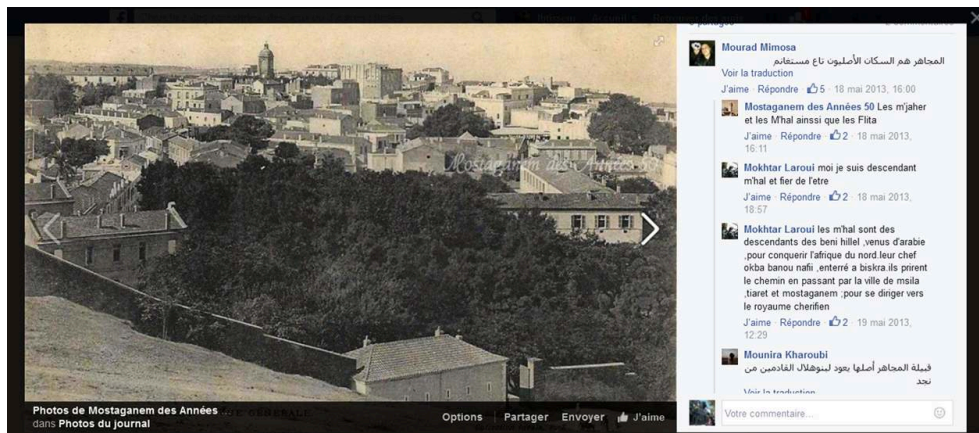 Mostaganem des Années 50
GÉNÉRALE
Photos de Mostaganem des Années
dans Photos du journal
Options Partager Envoyer J'aime
Mourad Mimosa
المجاهر هم السكان الأصليون تاع مستغانم
Voir la traduction
J'aime · Répondre · 5 · 18 mai 2013, 16:00
Mostaganem des Années 50 Les m'jaher
et les M'hal ainssi que les Flita
J'aime · Répondre · 2 · 18 mai 2013,
16:11
Mokhtar Laroui moi je suis descendant
m'hal et fier de l'etre
J'aime · Répondre · 2 · 18 mai 2013,
18:57
Mokhtar Laroui les m'hal sont des
descendants des beni hillel ,venus d'arabie
,pour conquerir l'afrique du nord.leur chef
okba banou nafii ,enterré a biskra.ils prirent
le chemin en passant par la ville de msila
,tiaret et mostaganem ;pour se diriger vers
le royaume cherifien
J'aime · Répondre · 2 · 19 mai 2013,
12:29
Mounira Kharoubi
قبيلة المجاهر أصلها يعود لبنوهلال القادمين من
نجد
Voir la traduction
Votre commentaire...